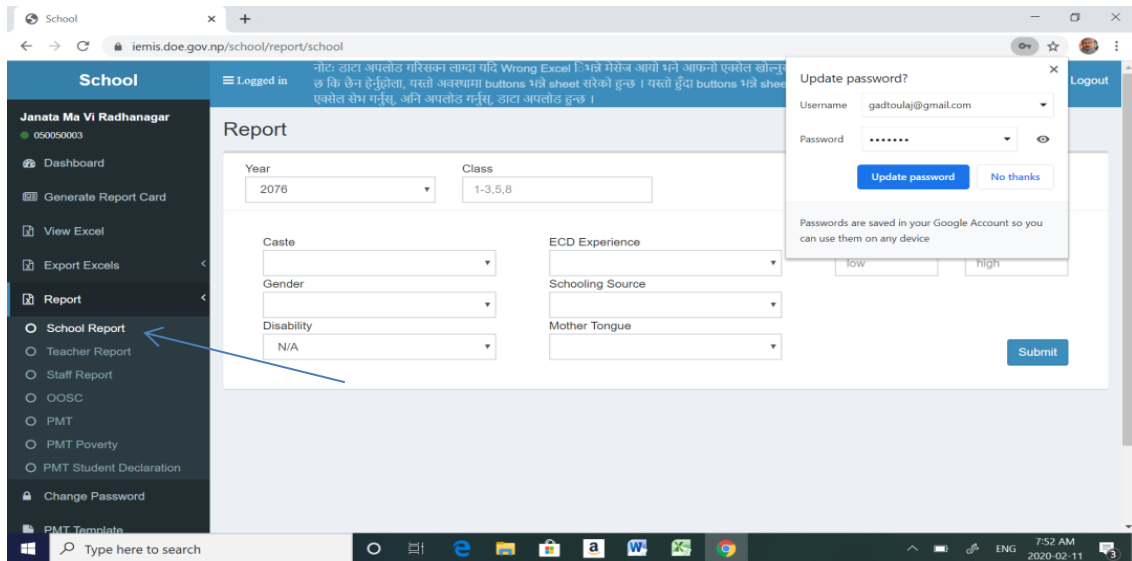 School
iemis.doe.gov.np/school/report/school
School
Logged in
नोट: डाटा अपलोड गरिसकन लाग्दा यदि Wrong Excel िभन्ने मेसेज आयो भने आफनो एक्सेल खोल्नु
छ कि छैन हेर्नुहोला, यस्तो अवस्थामा buttons भन्ने sheet सरेको हुन्छ । यस्तो हुँदा buttons भन्ने shee
एक्सेल सेभ गर्नुस्, अनि अपलोड गर्नुस्, डाटा अपलोड हुन्छ ।
Logout
Update password?
Username gadtoulaj@gmail.com
Password •••••••
Update password No thanks
Passwords are saved in your Google Account so you
can use them on any device
Janata Ma Vi Radhanagar
050050003
Dashboard
Generate Report Card
View Excel
Export Excels
Report
School Report
Teacher Report
Staff Report
OOSC
PMT
PMT Poverty
PMT Student Declaration
Change Password
PMT Template
Report
Year Class
2076 1-3,5,8
Caste ECD Experience
low high
Gender Schooling Source
Disability Mother Tongue
N/A
Submit
Type here to search
ENG
7:52 AM
2020-02-11
3